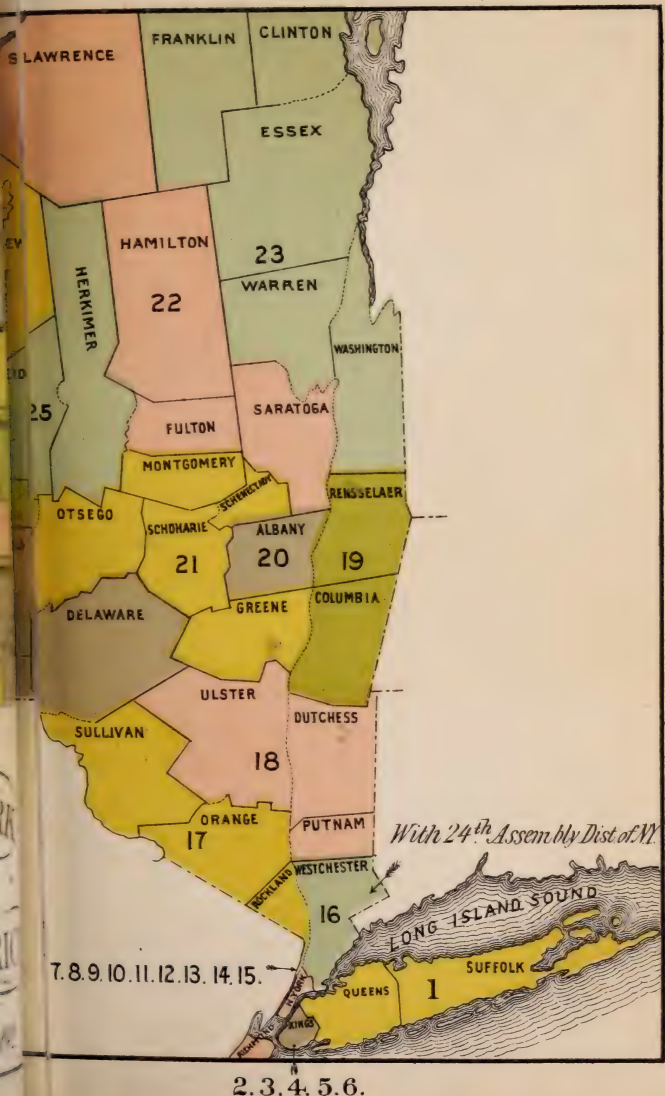 FRANKLIN
CLINTON
S LAWRENCE
ESSEX
HAMILTON
23
22
WARREN
HERKIMER
WASHINGTON
25
SARATOGA
FULTON
MONTGOMERY
SCHENECTADY
RENSSELAER
OTSEGO
SCHOHARIE
ALBANY
21
20
19
DELAWARE
GREENE
COLUMBIA
ULSTER
DUTCHESS
SULLIVAN
18
ORANGE
PUTNAM
With 24th Assembly Dist. of N.Y.
17
WESTCHESTER
ROCKLAND
16
LONG ISLAND SOUND
7.8.9.10.11.12.13.14.15.
SUFFOLK
QUEENS
1
N.YORK
KINGS
RICHMOND
2.3.4.5.6.